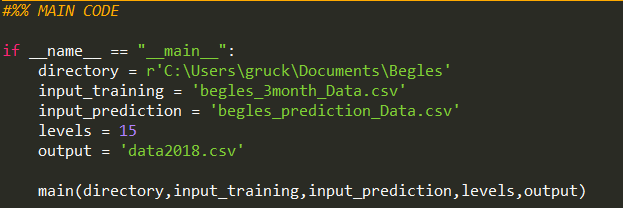 #%% MAIN CODE
if __name__ == "__main__":
    directory = r'C:\Users\gruck\Documents\Begles'
    input_training = 'begles_3month_Data.csv'
    input_prediction = 'begles_prediction_Data.csv'
    levels = 15
    output = 'data2018.csv'
    main(directory,input_training,input_prediction,levels,output)